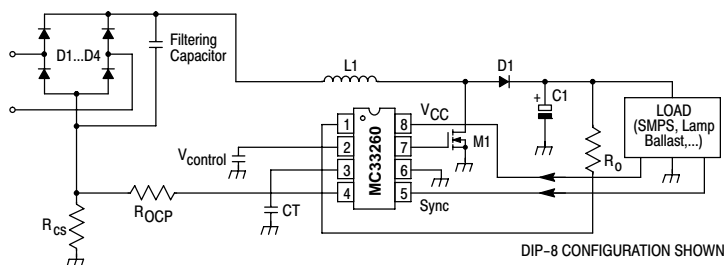 D1...D4
Filtering
Capacitor
L1
D1
+
C1
LOAD
(SMPS, Lamp
Ballast,...)
VCC
M1
Ro
1
2
3
4
MC33260
8
7
6
5
Vcontrol
Sync
ROCP
CT
Rcs
DIP–8 CONFIGURATION SHOWN